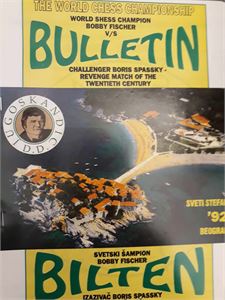 THE WORLD CHESS CHAMPIONSHIP
WORLD CHESS CHAMPION
BOBBY FISCHER
V/S
BULLETIN
CHALLENGER BORIS SPASSKY -
REVENGE MATCH OF THE
TWENTIETH CENTURY
JUGOSKANDIC
D.D.
SVETI STEFAN
'92
BEOGRAD
SVETSKI ŠAMPION
BOBBY FISCHER
BILTEN
IZAZIVAČ BORIS SPASSKY